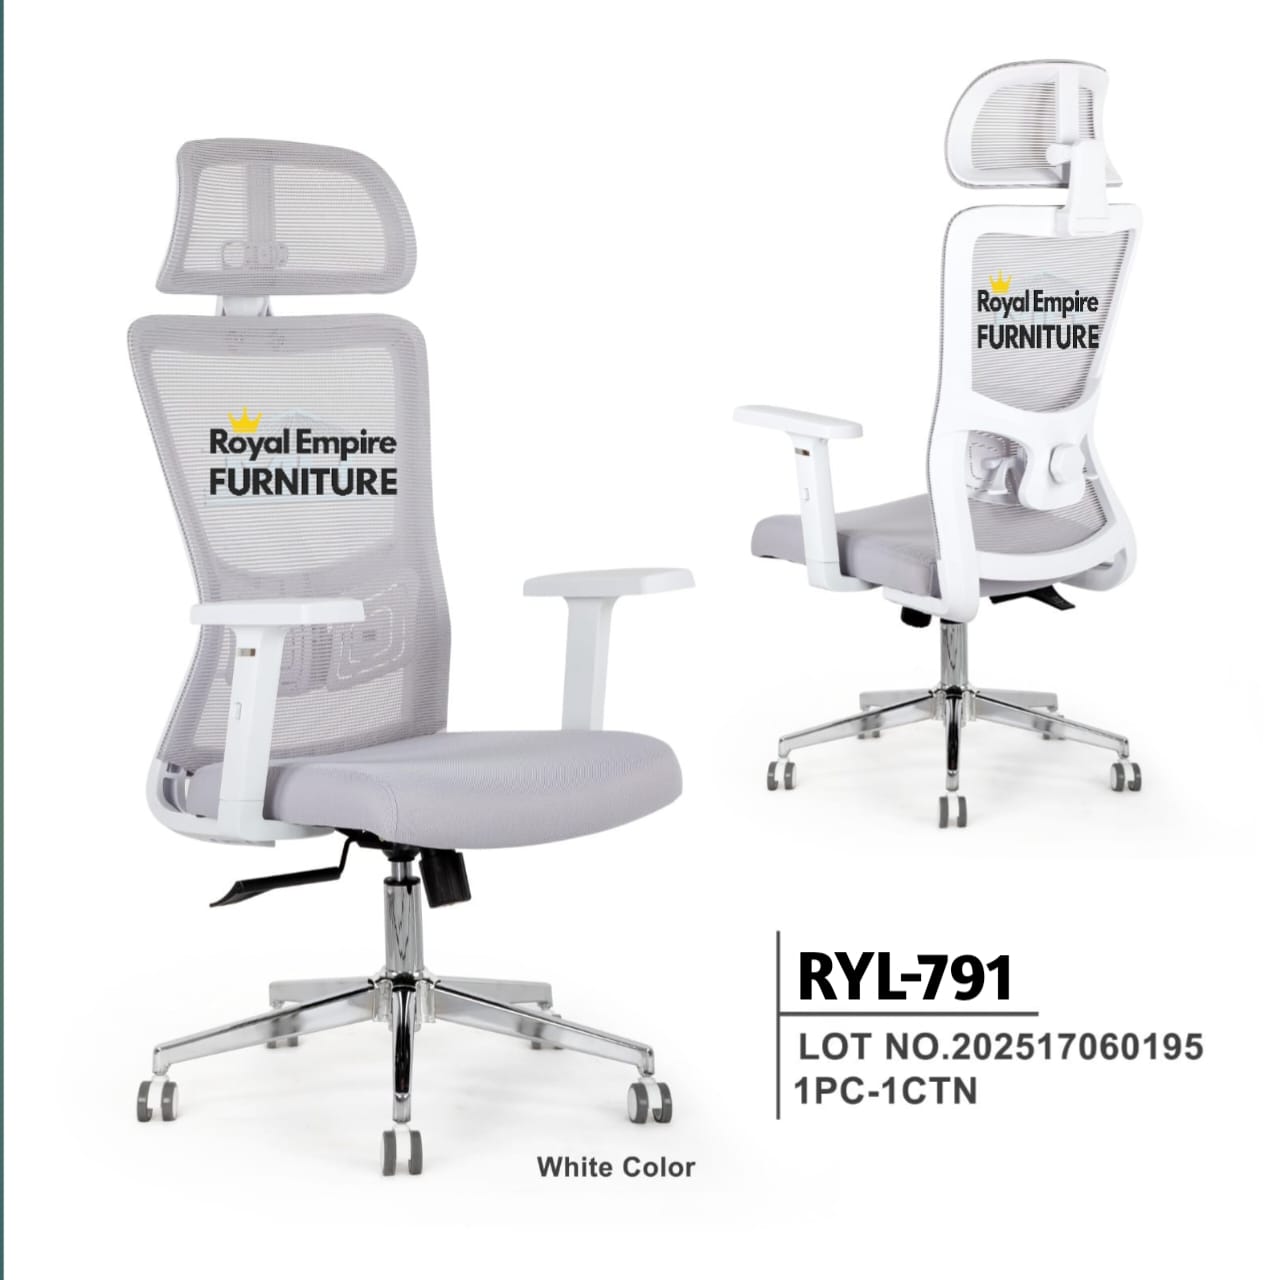 Royal Empire
FURNITURE
Royal Empire
FURNITURE
RYL-791
LOT NO.202517060195
1PC-1CTN
White Color